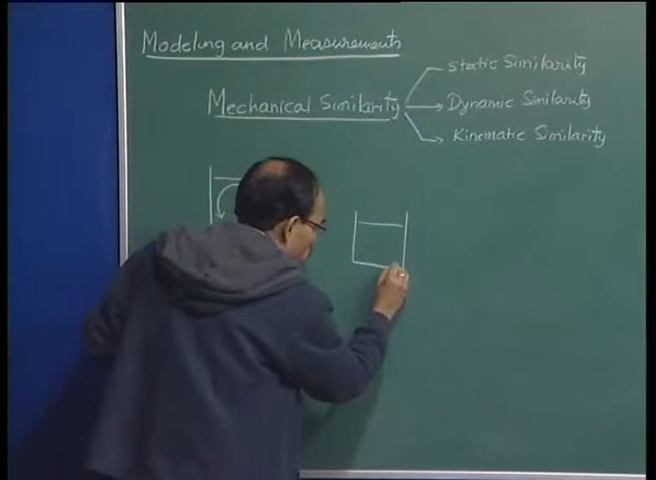 Modeling and Measurements
Mechanical Similarity
Static Similarity
Dynamic Similarity
Kinematic Similarity